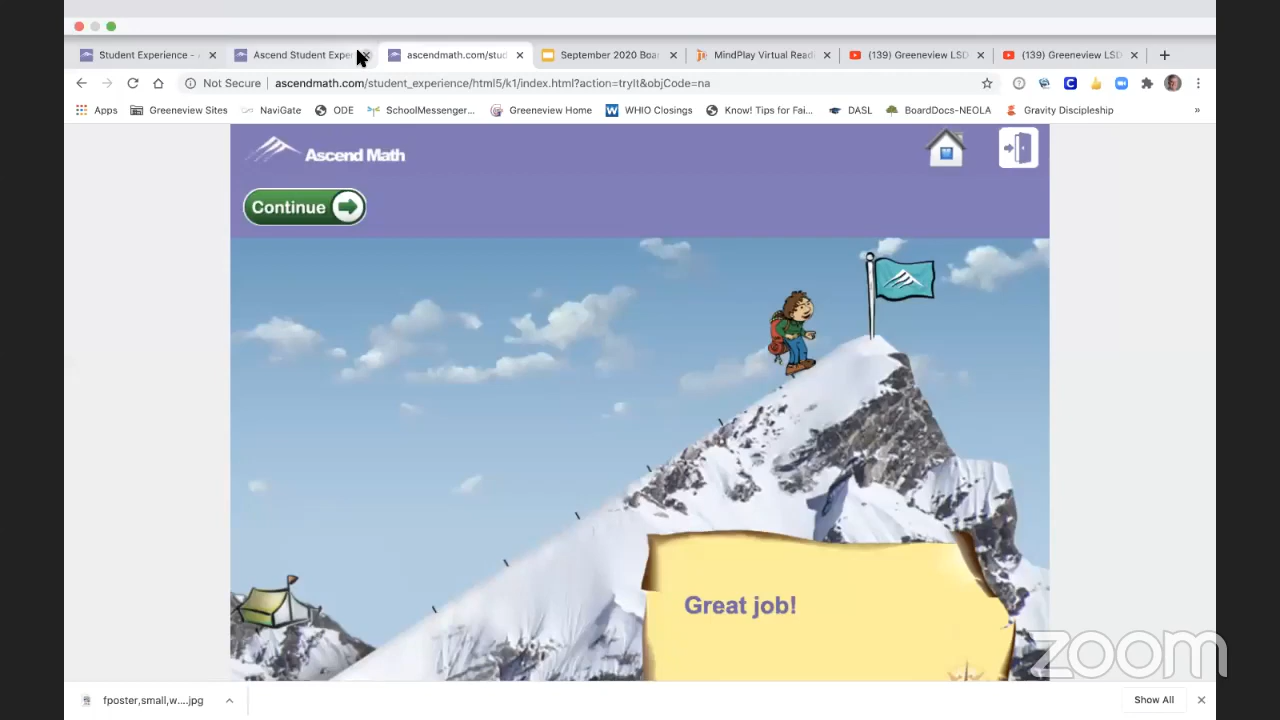 Student Experience -
Ascend Student Exper
ascendmath.com/stud
September 2020 Boa
MindPlay Virtual Readi
(139) Greeneview LSD
(139) Greeneview LSD
Not Secure
ascendmath.com/student_experience/html5/k1/index.html?action=tryIt&objCode=na
Apps
Greeneview Sites
NaviGate
ODE
SchoolMessenger...
Greeneview Home
WHIO Closings
Know! Tips for Fai...
DASL
BoardDocs-NEOLA
Gravity Discipleship
»
Ascend Math
Continue
Great job!
zoom
fposter,small,w....jpg
Show All